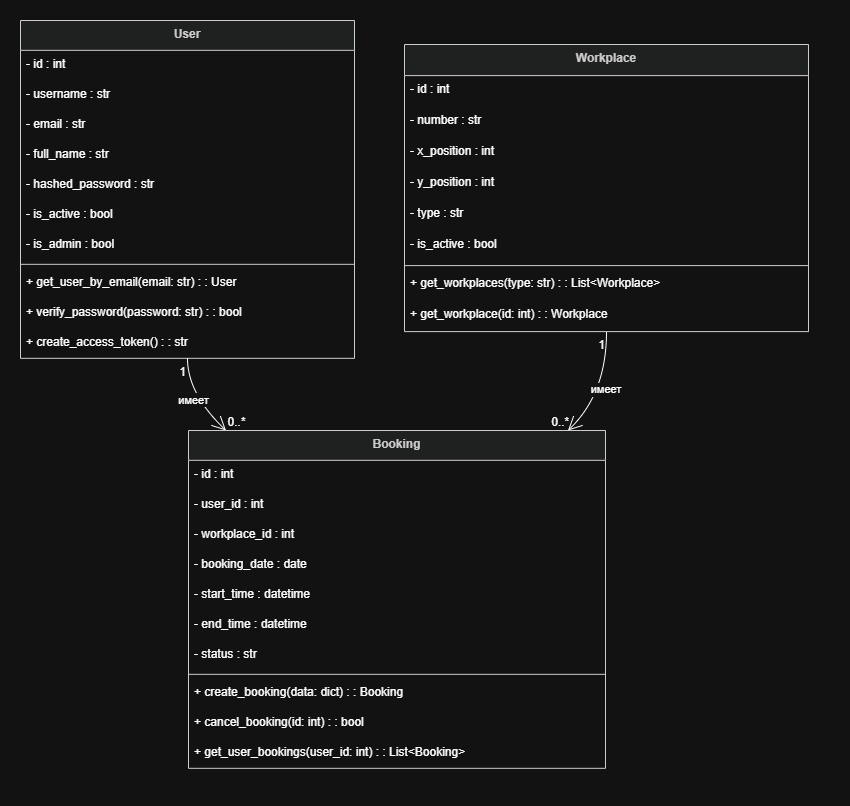 User
- id : int
- username : str
- email : str
- full_name : str
- hashed_password : str
- is_active : bool
- is_admin : bool
+ get_user_by_email(email: str) : : User
+ verify_password(password: str) : : bool
+ create_access_token() : : str
Workplace
- id : int
- number : str
- x_position : int
- y_position : int
- type : str
- is_active : bool
+ get_workplaces(type: str) : : List<Workplace>
+ get_workplace(id: int) : : Workplace
1
имеет
0..*
1
имеет
0..*
Booking
- id : int
- user_id : int
- workplace_id : int
- booking_date : date
- start_time : datetime
- end_time : datetime
- status : str
+ create_booking(data: dict) : : Booking
+ cancel_booking(id: int) : : bool
+ get_user_bookings(user_id: int) : : List<Booking>